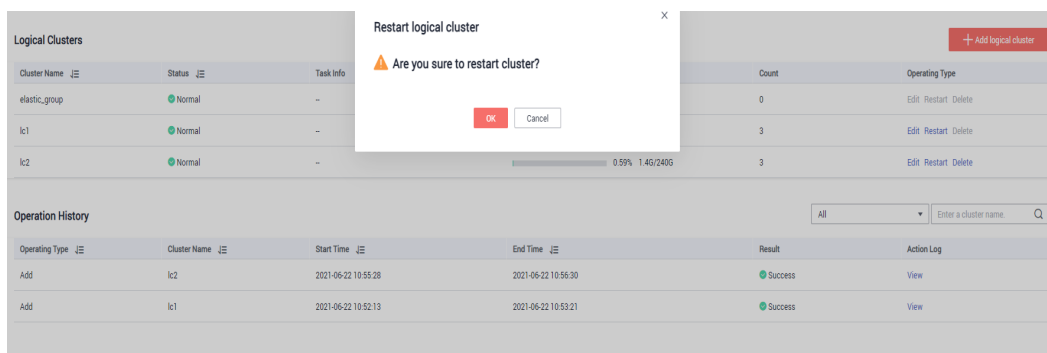 Restart logical cluster
X
Are you sure to restart cluster?
OK Cancel
Logical Clusters
+ Add logical cluster
Cluster Name Status Task Info Count Operating Type
elastic_group Normal -- 0 Edit Restart Delete
lc1 Normal -- 3 Edit Restart Delete
lc2 Normal -- 0.59% 1.4G/240G 3 Edit Restart Delete
Operation History
All Enter a cluster name.
Operating Type Cluster Name Start Time End Time Result Action Log
Add lc2 2021-06-22 10:55:28 2021-06-22 10:56:30 Success View
Add lc1 2021-06-22 10:52:13 2021-06-22 10:53:21 Success View